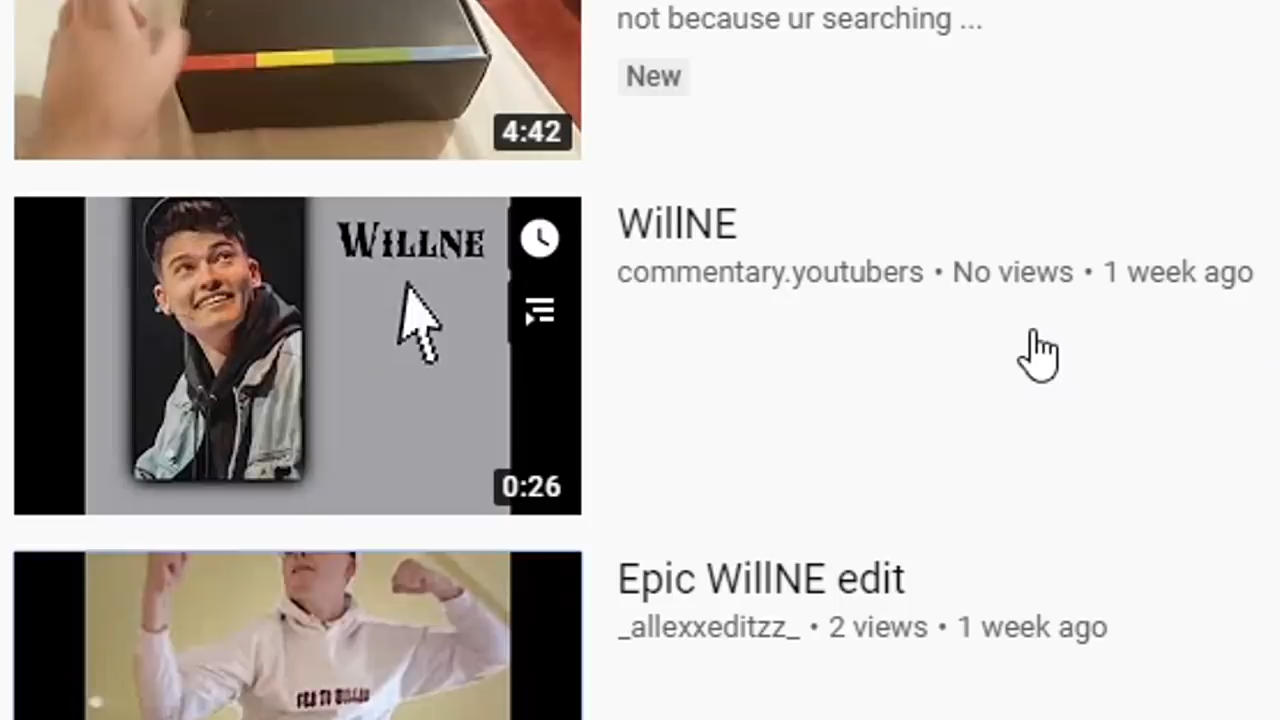 not because ur searching ...
New
4:42
WILLNE
WillNE
commentary.youtubers • No views • 1 week ago
0:26
Epic WillNE edit
_allexxeditzz_ • 2 views • 1 week ago